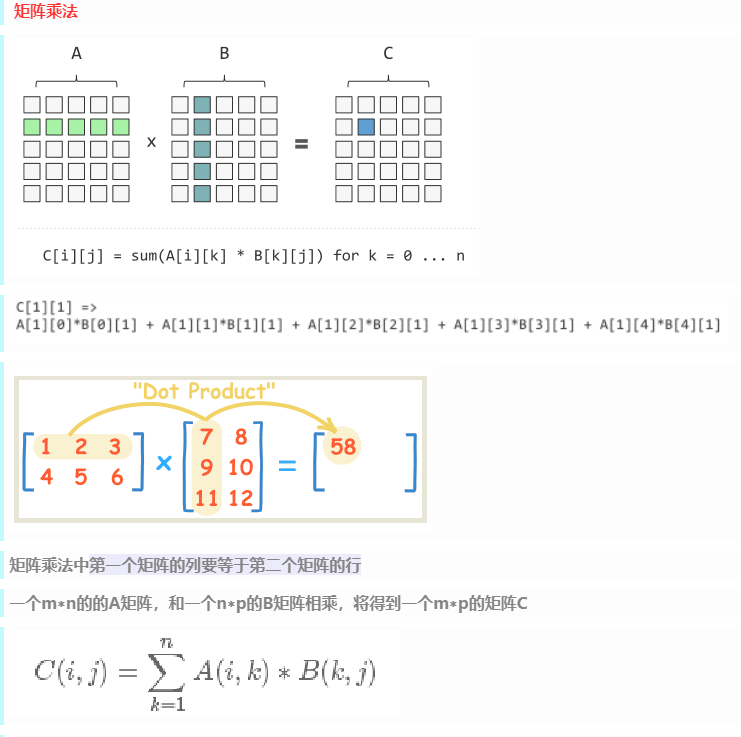 矩阵乘法
A B C
x =
C[i][j] = sum(A[i][k] * B[k][j]) for k = 0 ... n
C[1][1] =>
A[1][0]*B[0][1] + A[1][1]*B[1][1] + A[1][2]*B[2][1] + A[1][3]*B[3][1] + A[1][4]*B[4][1]
"Dot Product"
1 2 3 7 8 58
4 5 6 × 9 10 =
11 12
矩阵乘法中第一个矩阵的列要等于第二个矩阵的行
一个m*n的的A矩阵，和一个n*p的B矩阵相乘，将得到一个m*p的矩阵C
n
C(i, j) = ∑ A(i, k) * B(k, j)
k=1